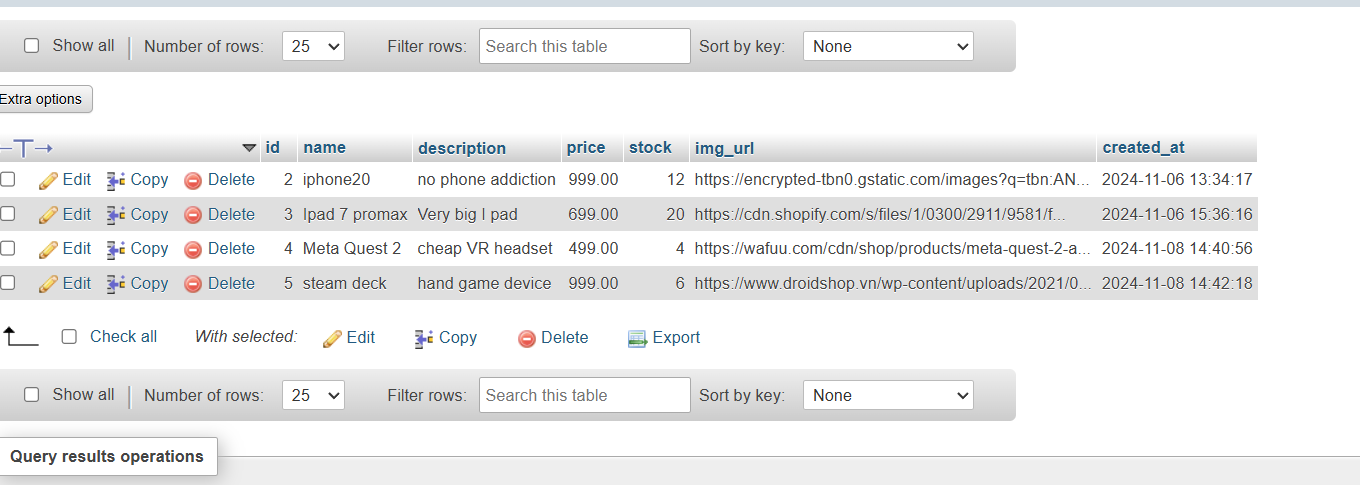 Show all Number of rows: 25 Filter rows: Search this table Sort by key: None
Extra options
id name description price stock img_url created_at
Edit Copy Delete 2 iphone20 no phone addiction 999.00 12 https://encrypted-tbn0.gstatic.com/images?q=tbn:AN... 2024-11-06 13:34:17
Edit Copy Delete 3 Ipad 7 promax Very big I pad 699.00 20 https://cdn.shopify.com/s/files/1/0300/2911/9581/f... 2024-11-06 15:36:16
Edit Copy Delete 4 Meta Quest 2 cheap VR headset 499.00 4 https://wafuu.com/cdn/shop/products/meta-quest-2-a... 2024-11-08 14:40:56
Edit Copy Delete 5 steam deck hand game device 999.00 6 https://www.droidshop.vn/wp-content/uploads/2021/0... 2024-11-08 14:42:18
Check all With selected: Edit Copy Delete Export
Show all Number of rows: 25 Filter rows: Search this table Sort by key: None
Query results operations